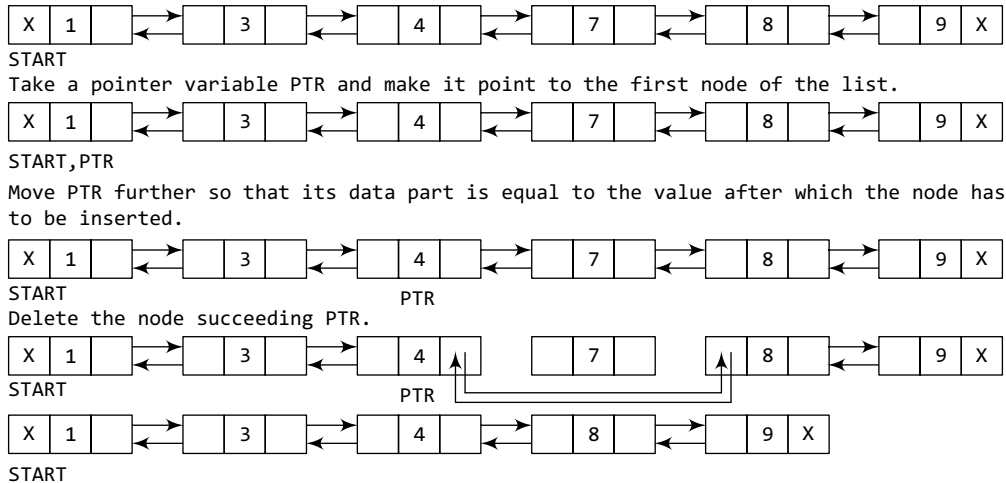 X 1 3 4 7 8 9 X
START
Take a pointer variable PTR and make it point to the first node of the list.
X 1 3 4 7 8 9 X
START,PTR
Move PTR further so that its data part is equal to the value after which the node has
to be inserted.
X 1 3 4 7 8 9 X
START PTR
Delete the node succeeding PTR.
X 1 3 4 7 8 9 X
START PTR
X 1 3 4 8 9 X
START